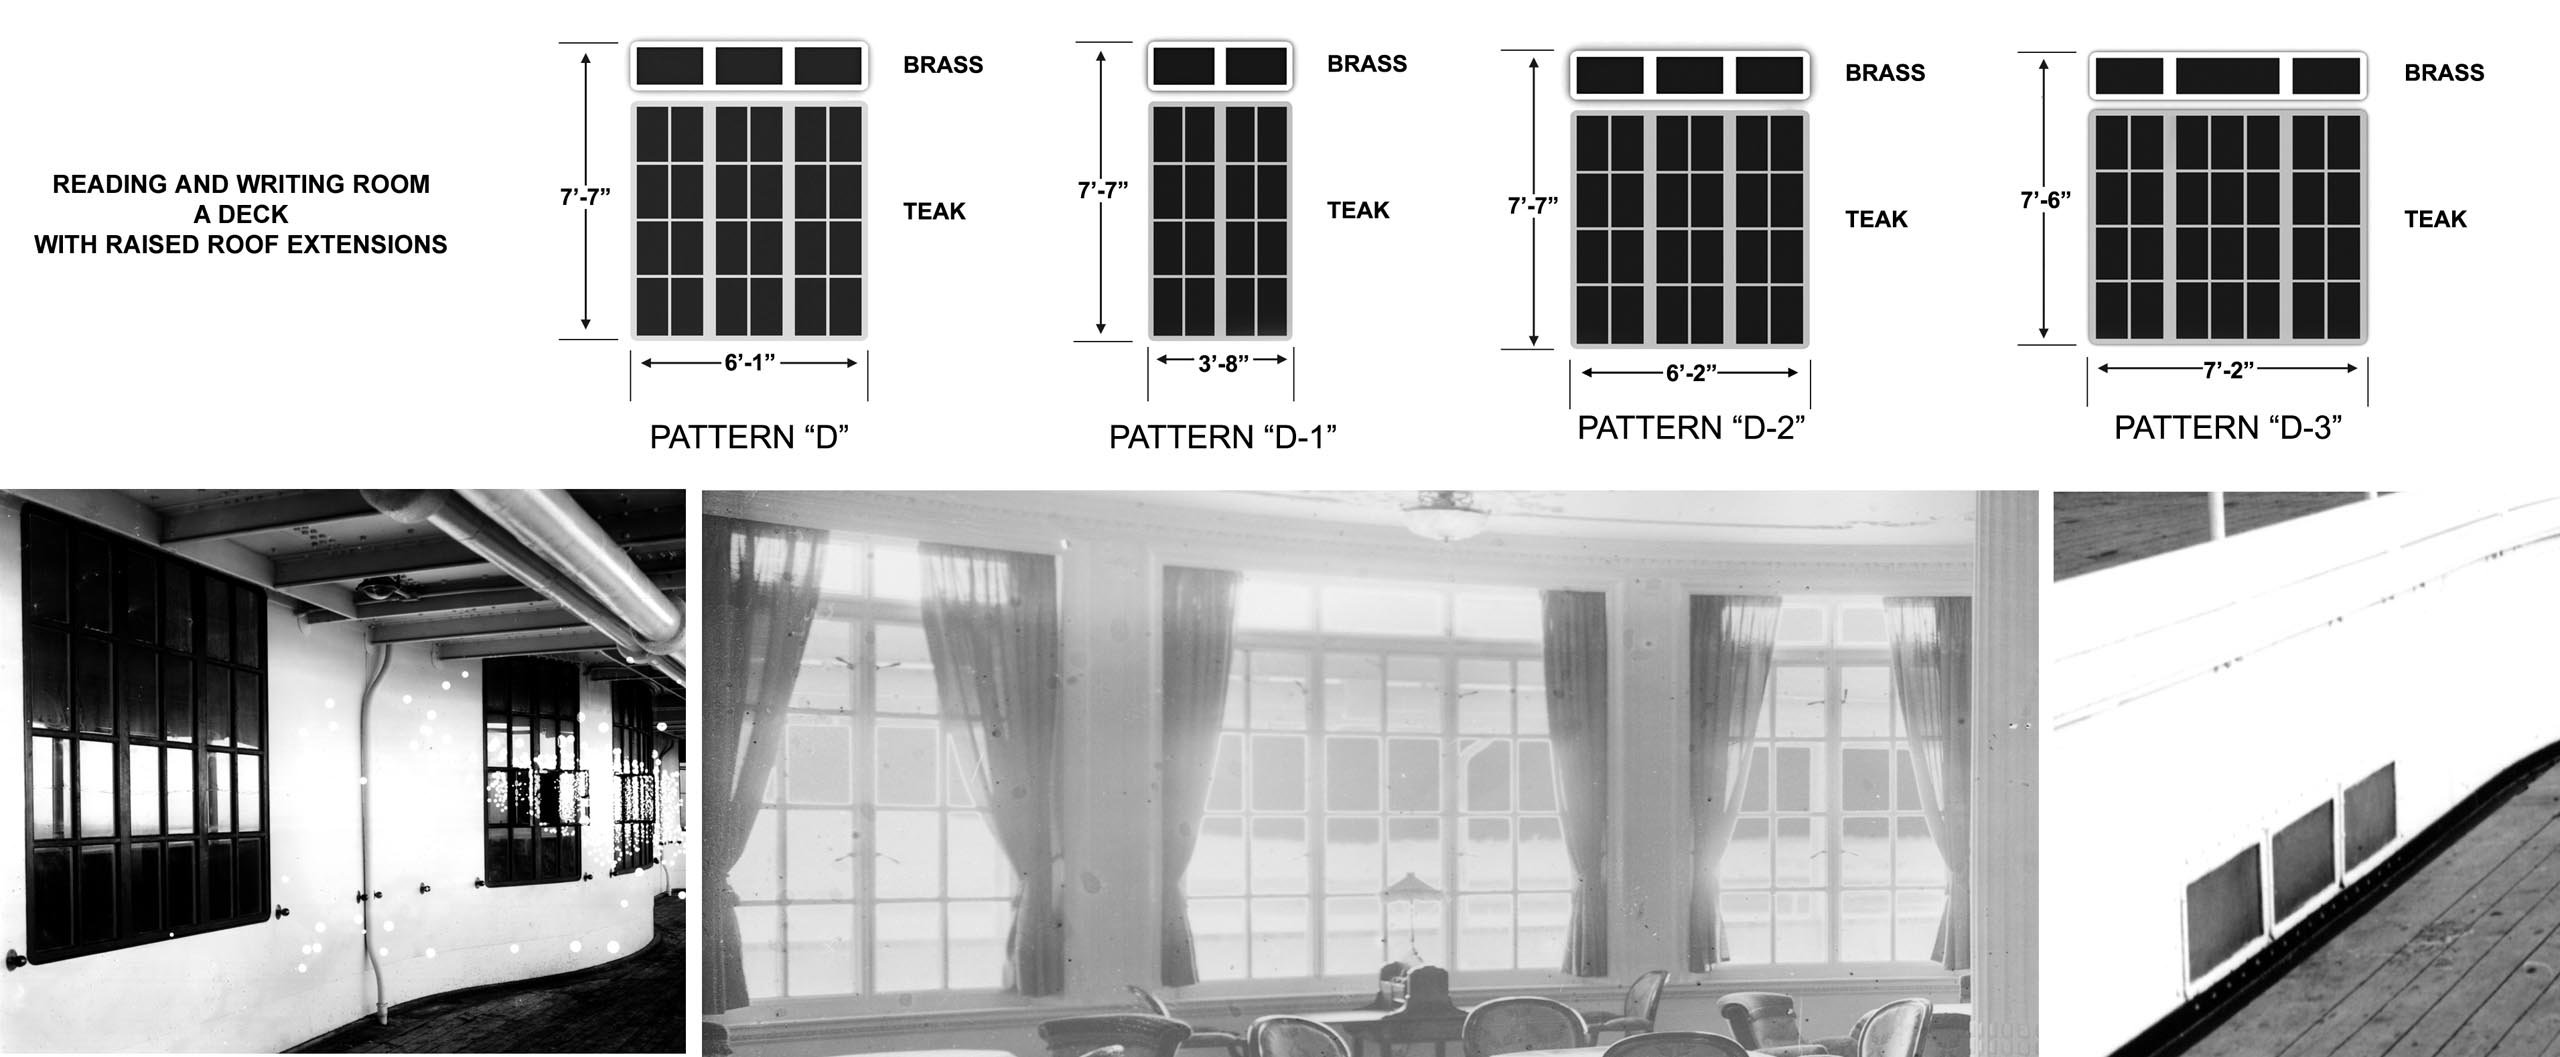 READING AND WRITING ROOM
A DECK
WITH RAISED ROOF EXTENSIONS
7’-7”
BRASS
TEAK
6’-1”
PATTERN “D”
7’-7”
BRASS
TEAK
3’-8”
PATTERN “D-1”
7’-7”
BRASS
TEAK
6’-2”
PATTERN “D-2”
7’-6”
BRASS
TEAK
7’-2”
PATTERN “D-3”